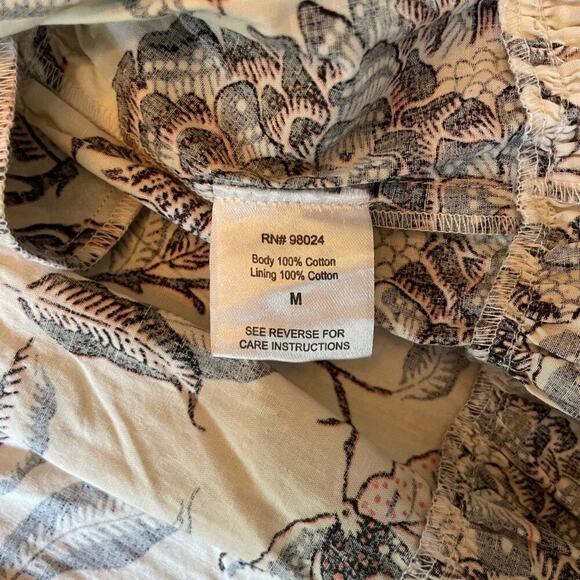 RN# 98024
Body 100% Cotton
Lining 100% Cotton
M
SEE REVERSE FOR
CARE INSTRUCTIONS